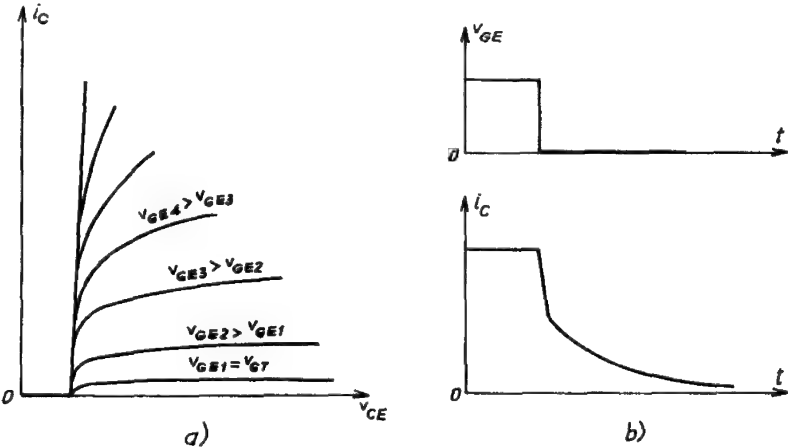 i_C
v_GE4 > v_GE3
v_GE3 > v_GE2
v_GE2 > v_GE1
v_GE1 = v_GT
0
v_CE
a)
v_GE
0
t
i_C
0
t
b)